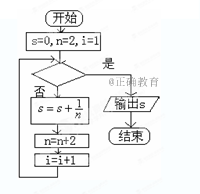 开始
s=0,n=2,i=1
是
@正确教育
否
s=s+\frac{1}{n}
输出s
n=n+2
结束
i=i+1